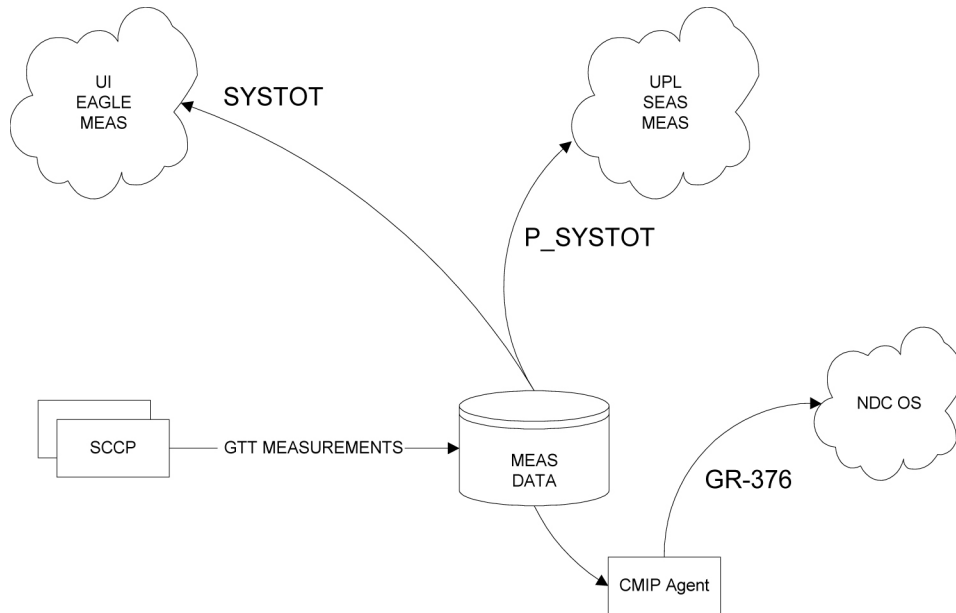 UI
EAGLE
MEAS
SYSTOT
UPL
SEAS
MEAS
P_SYSTOT
NDC OS
SCCP
GTT MEASUREMENTS
MEAS
DATA
GR-376
CMIP Agent